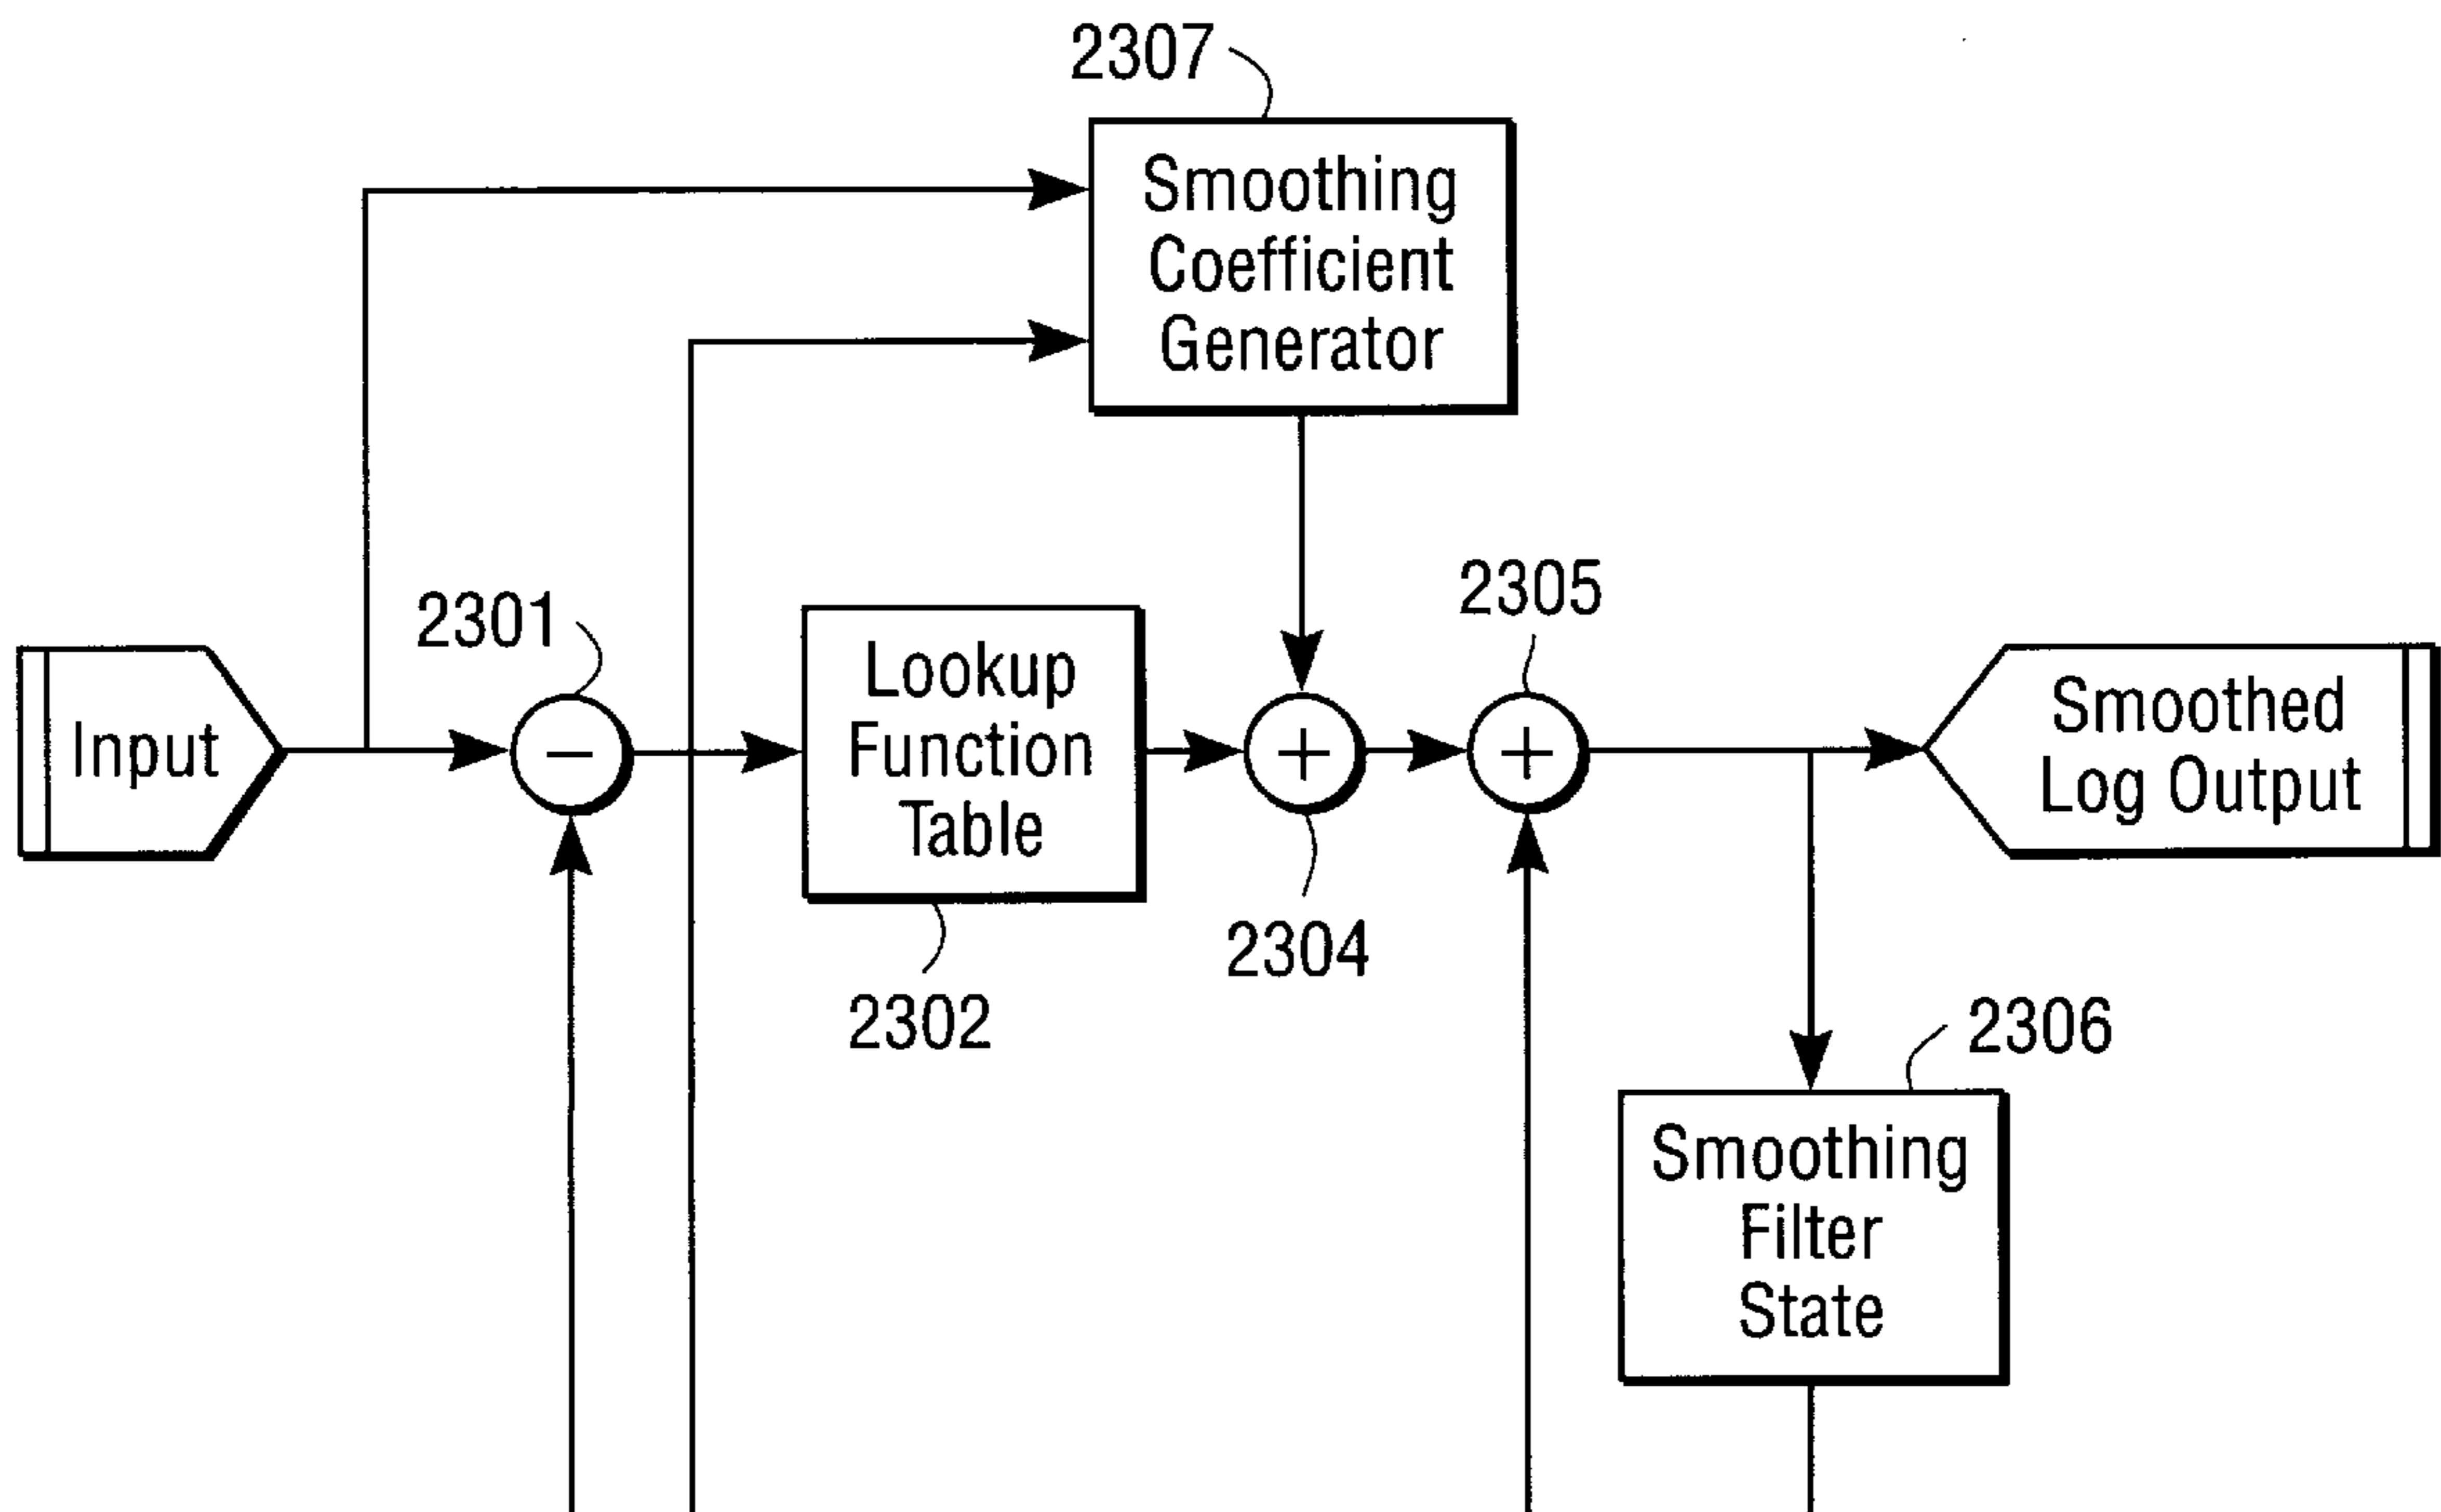 2307
Smoothing
Coefficient
Generator
2301
2305
Input
−
Lookup
Function
Table
+
+
Smoothed
Log Output
2304
2302
2306
Smoothing
Filter
State